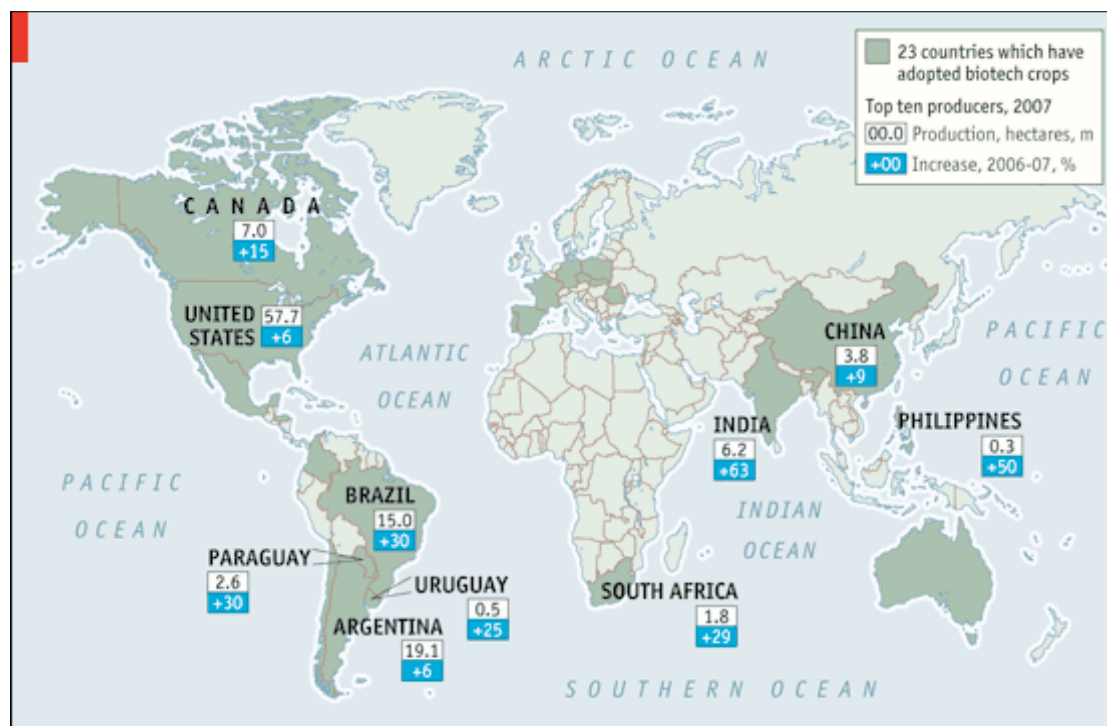 ARCTIC OCEAN
23 countries which have
adopted biotech crops
Top ten producers, 2007
00.0 Production, hectares, m
+00 Increase, 2006-07, %
CANADA
7.0
+15
UNITED
STATES
57.7
+6
ATLANTIC
OCEAN
CHINA
3.8
+9
PACIFIC
OCEAN
INDIA
6.2
+63
PHILIPPINES
0.3
+50
PACIFIC
OCEAN
BRAZIL
15.0
+30
INDIAN
OCEAN
PARAGUAY
2.6
+30
URUGUAY
0.5
+25
SOUTH AFRICA
1.8
+29
ARGENTINA
19.1
+6
SOUTHERN OCEAN